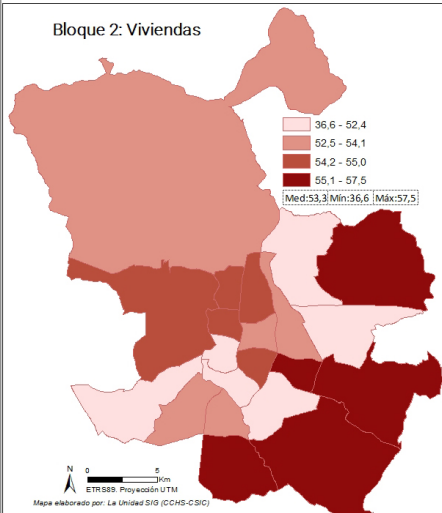 Bloque 2: Viviendas
36,6 - 52,4
52,5 - 54,1
54,2 - 55,0
55,1 - 57,5
Med:53,3 Mín:36,6 Máx:57,5
N
0 5
Km
ETRS89. Proyección UTM
Mapa elaborado por: La Unidad SIG (CCHS-CSIC)